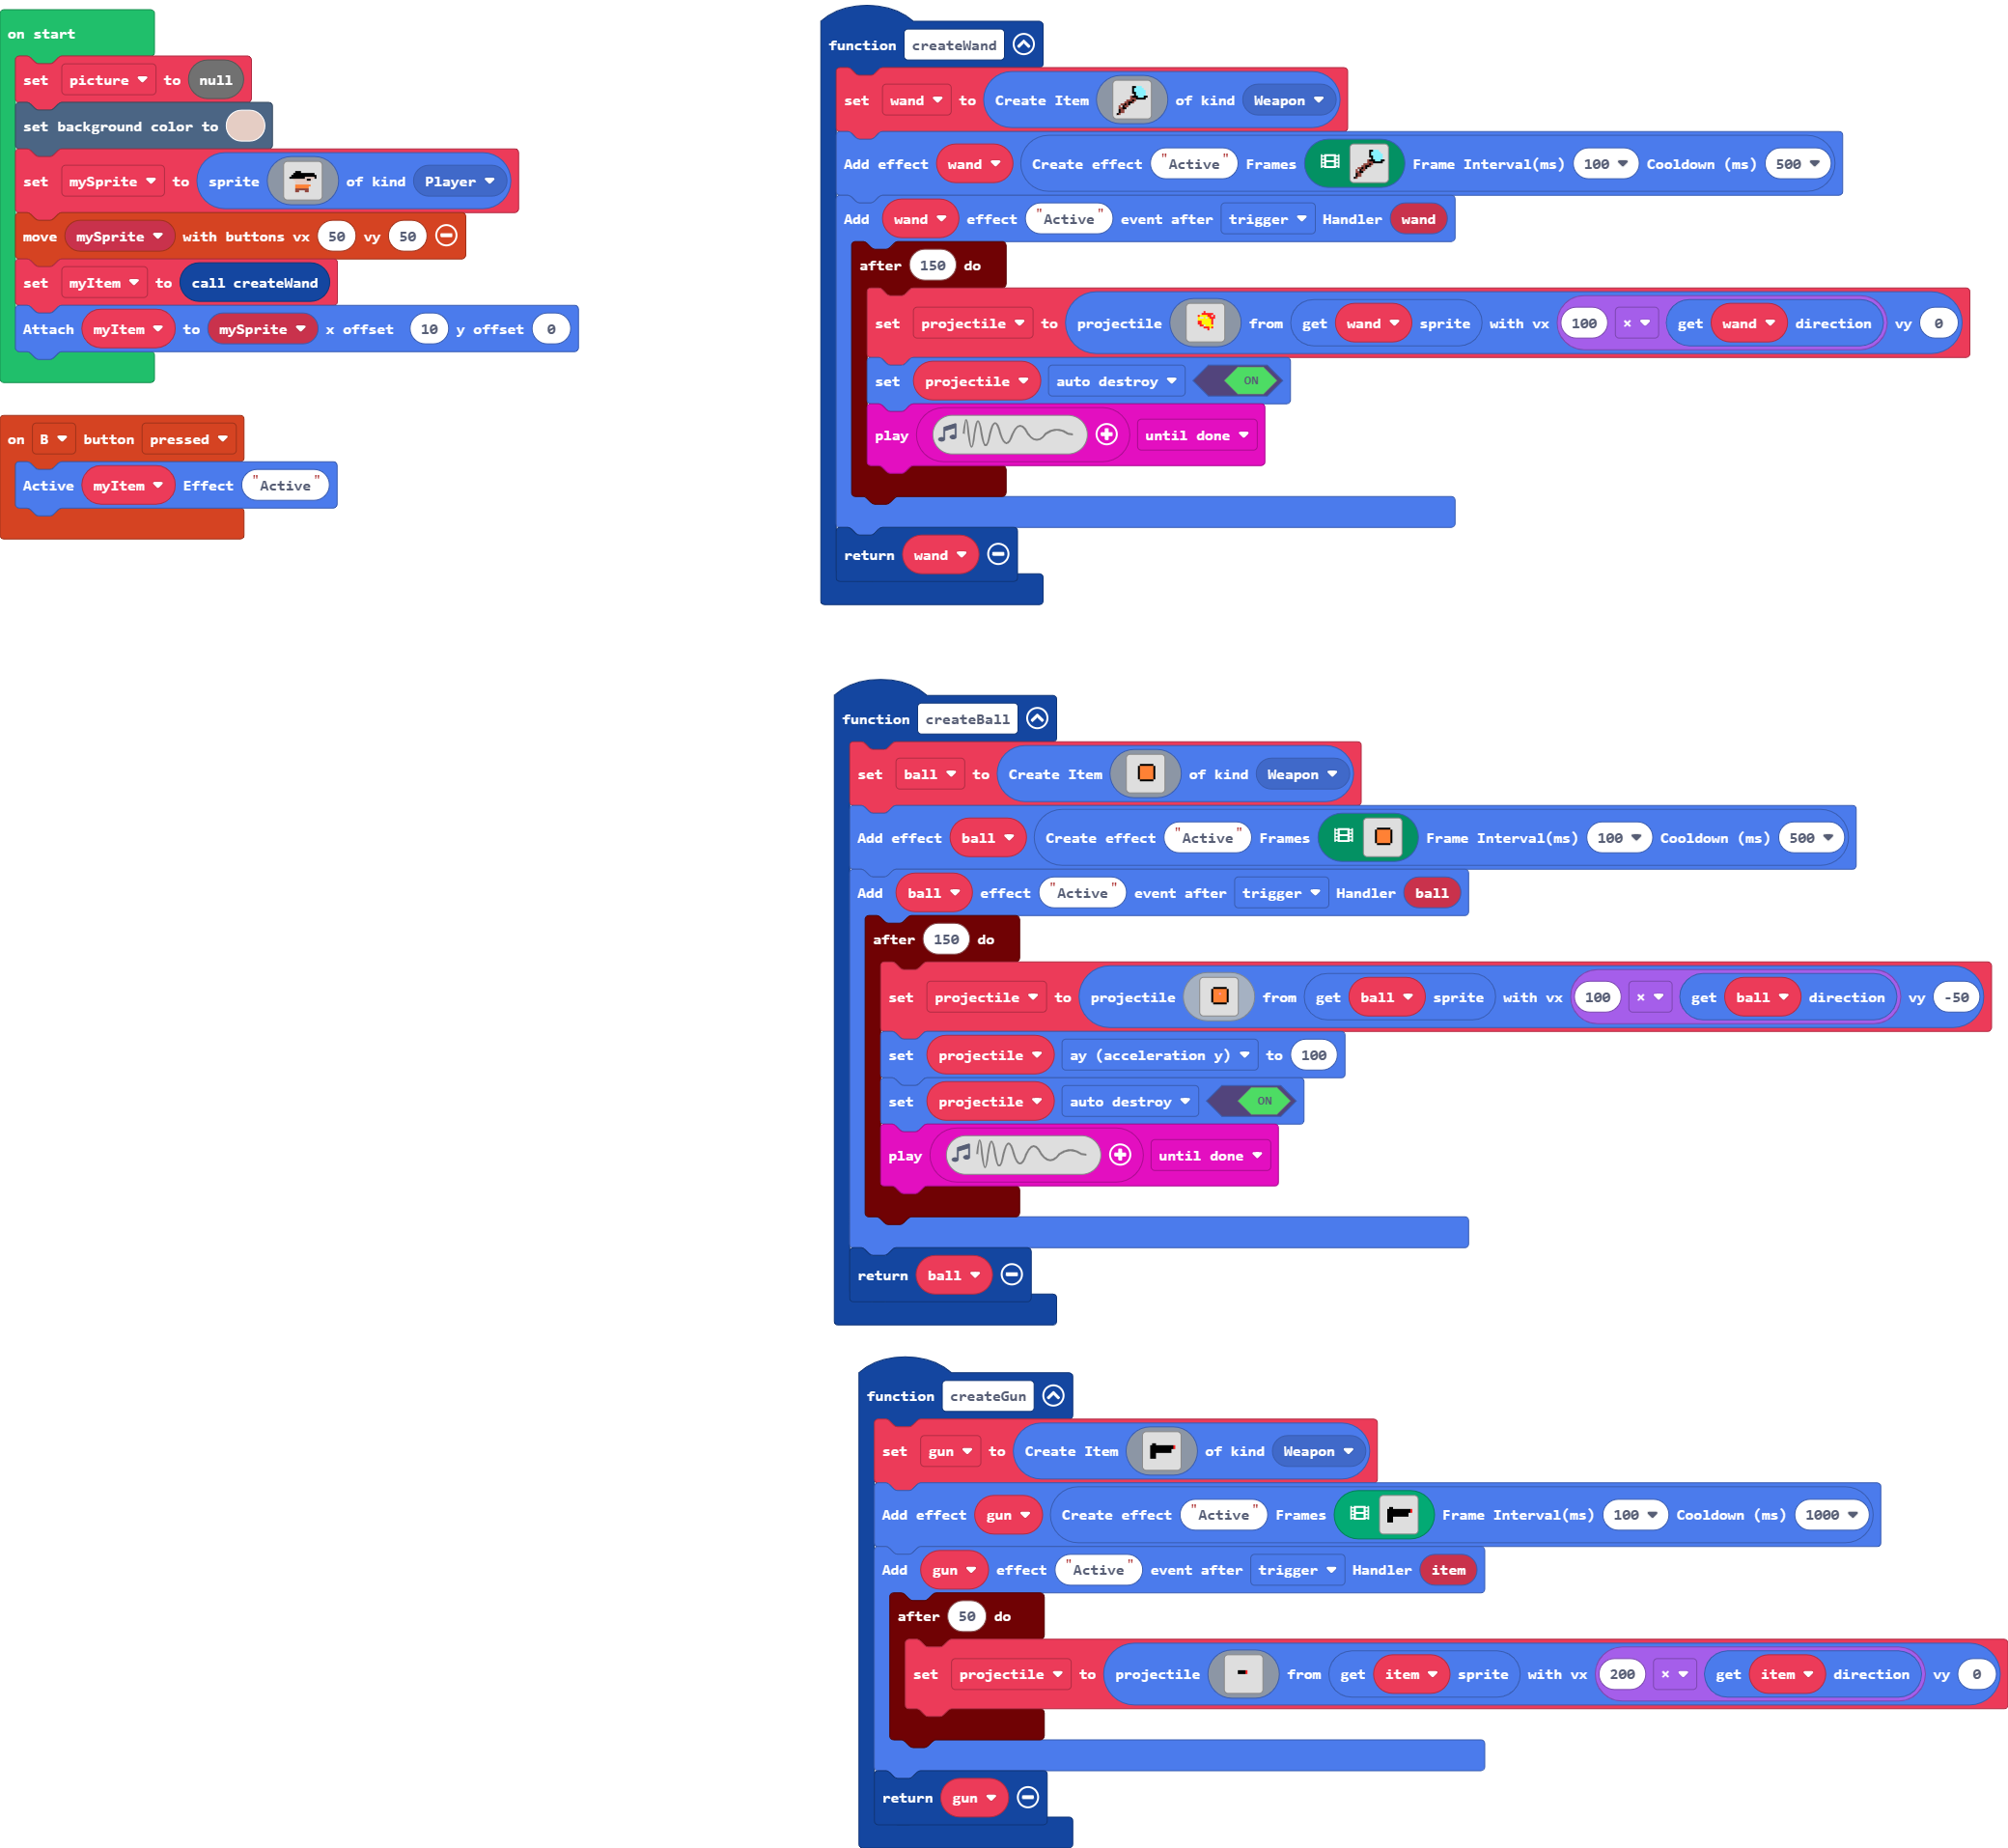 on start
set picture to null
set background color to
set mySprite to sprite of kind Player
move mySprite with buttons vx 50 vy 50
set myItem to call createWand
Attach myItem to mySprite x offset 10 y offset 0
on B button pressed
Active myItem Effect "Active"
function createWand
set wand to Create Item of kind Weapon
Add effect wand Create effect "Active" Frames Frame Interval(ms) 100 Cooldown (ms) 500
Add wand effect "Active" event after trigger Handler wand
after 150 do
set projectile to projectile from get wand sprite with vx 100 × get wand direction vy 0
set projectile auto destroy ON
play until done
return wand
function createBall
set ball to Create Item of kind Weapon
Add effect ball Create effect "Active" Frames Frame Interval(ms) 100 Cooldown (ms) 500
Add ball effect "Active" event after trigger Handler ball
after 150 do
set projectile to projectile from get ball sprite with vx 100 × get ball direction vy -50
set projectile ay (acceleration y) to 100
set projectile auto destroy ON
play until done
return ball
function createGun
set gun to Create Item of kind Weapon
Add effect gun Create effect "Active" Frames Frame Interval(ms) 100 Cooldown (ms) 1000
Add gun effect "Active" event after trigger Handler item
after 50 do
set projectile to projectile from get item sprite with vx 200 × get item direction vy 0
return gun